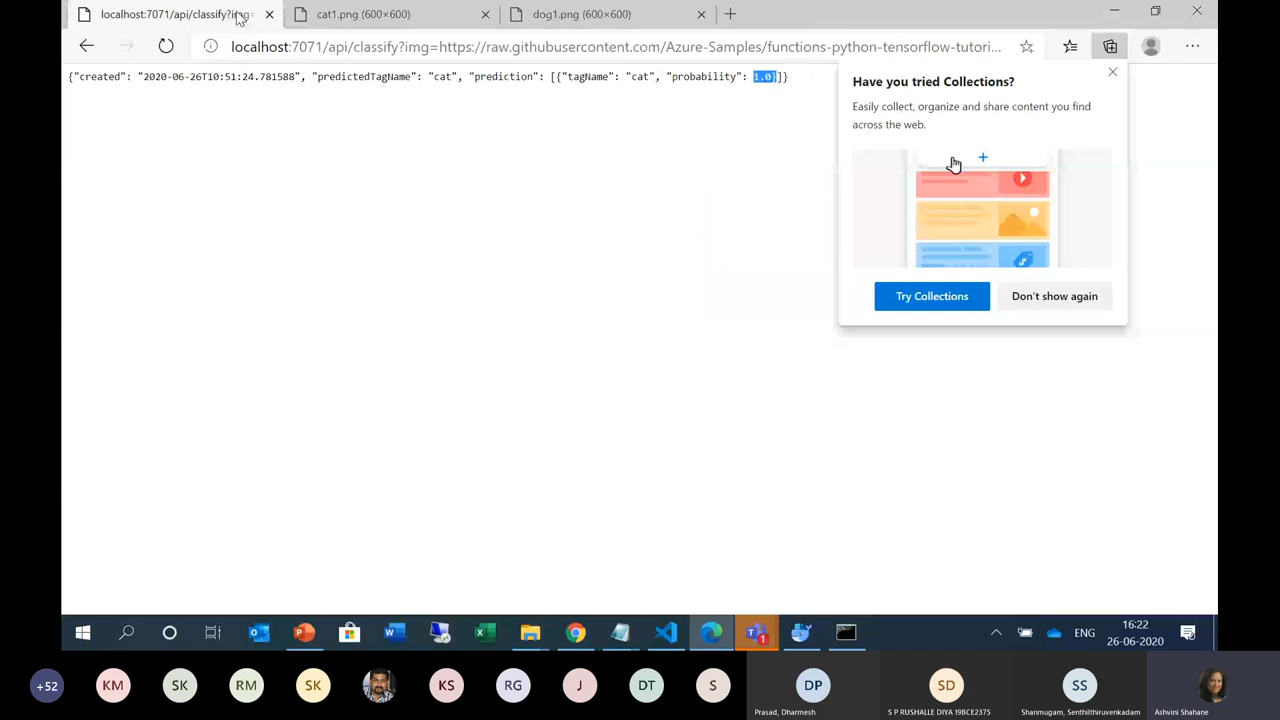 localhost:7071/api/classify?img=
cat1.png (600×600)
dog1.png (600×600)
localhost:7071/api/classify?img=https://raw.githubusercontent.com/Azure-Samples/functions-python-tensorflow-tutori...
{"created": "2020-06-26T10:51:24.781588", "predictedTagName": "cat", "prediction": [{"tagName": "cat", "probability": 1.0}]}
Have you tried Collections?
Easily collect, organize and share content you find
across the web.
Try Collections
Don't show again
ENG
16:22
26-06-2020
1
+52
KM
SK
RM
SK
KS
RG
J
DT
S
DP
SD
SS
Prasad, Dharmesh
S P RUSHALLE DIYA 19BCE2375
Shanmugam, Senthilthiruvenkadam
Ashvini Shahane